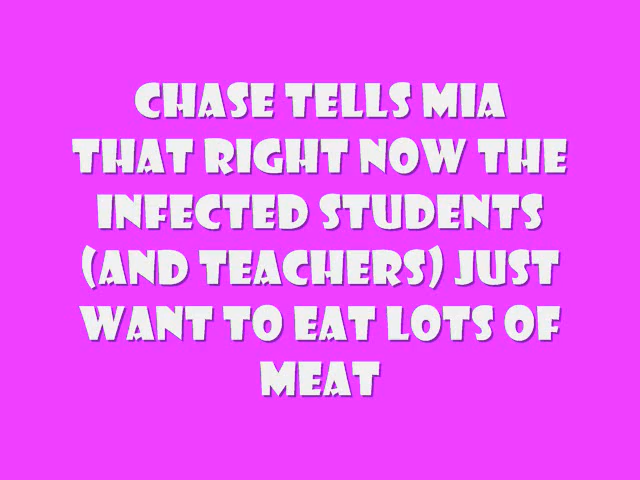 CHASE TELLS MIA
THAT RIGHT NOW THE
INFECTED STUDENTS
(AND TEACHERS) JUST
WANT TO EAT LOTS OF
MEAT